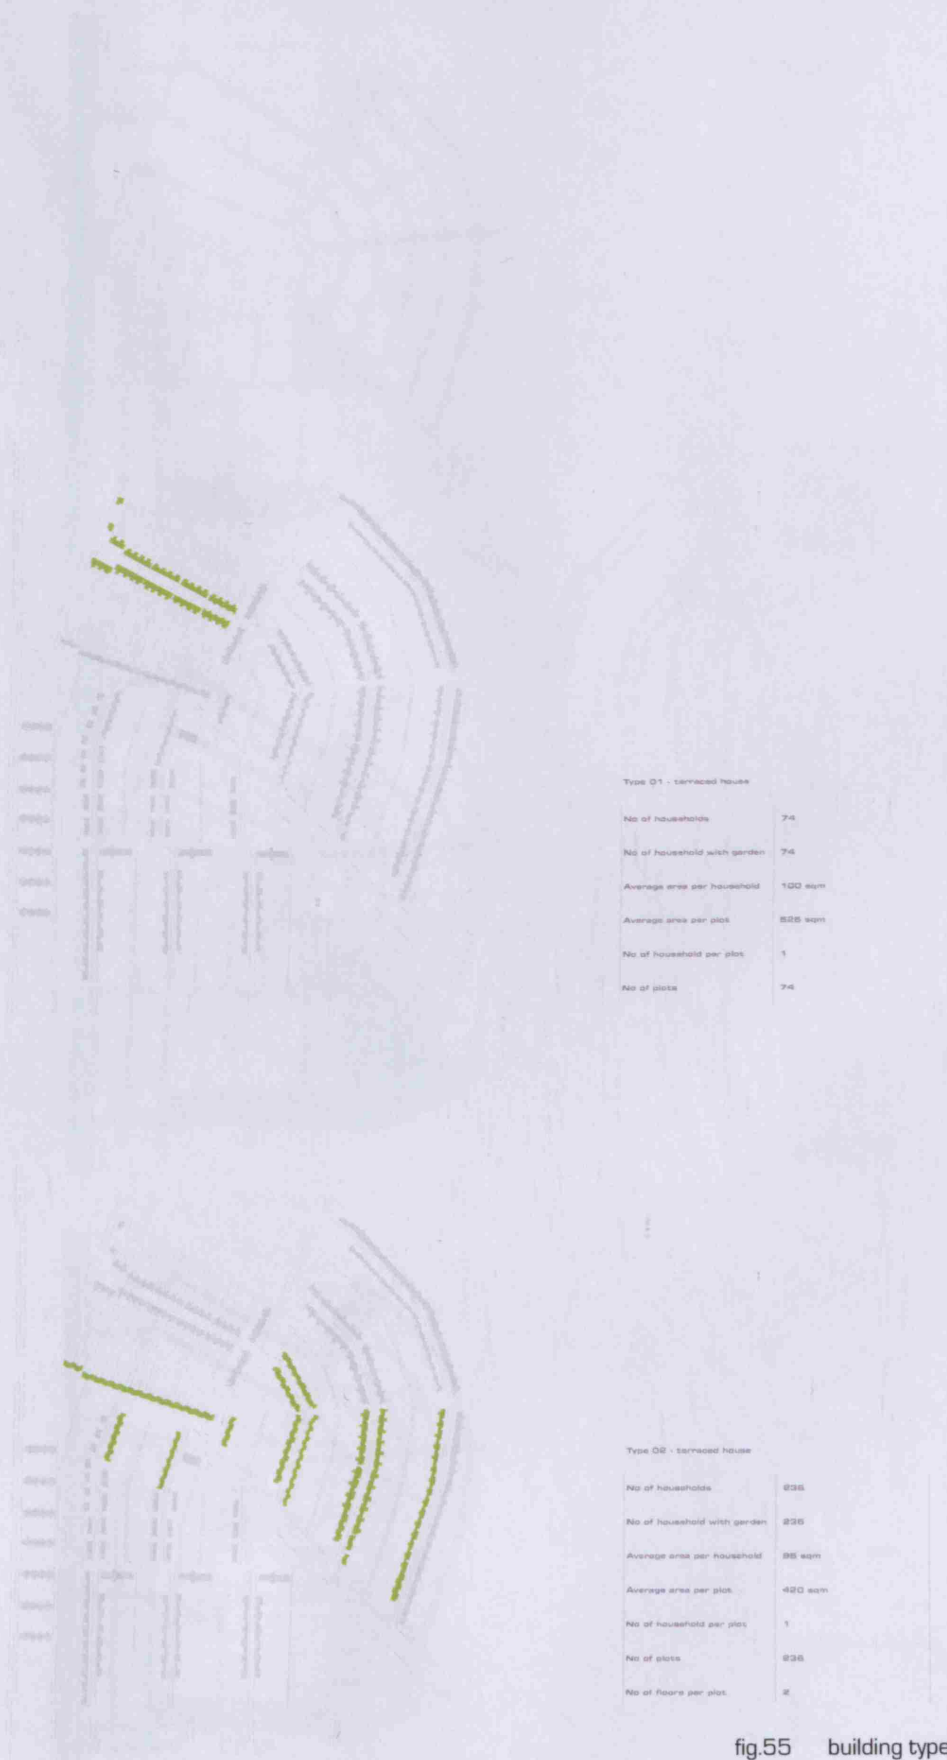 Type 01 - terraced house
No of households 74
No of household with garden 74
Average area per household 100 sqm
Average area per plot sqm
No of household per plot 1
No of plots 74
Type 02 - terraced house
No of households 236
No of household with garden 236
Average area per household sqm
Average area per plot 420 sqm
No of household per plot 1
No of plots 236
No of floors per plot 2
fig.55 building type